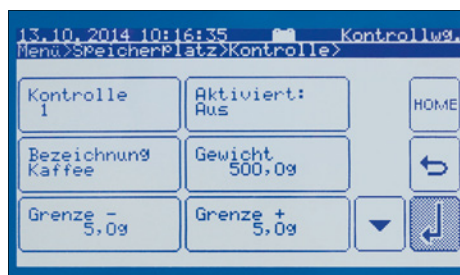 13.10.2014 10:16:35 Kontrollwg.
Menü>Speicherplatz>Kontrolle>
Kontrolle
1
Aktiviert:
Aus
HOME
Bezeichnung
Kaffee
Gewicht
500,0g
Grenze -
5,0g
Grenze +
5,0g